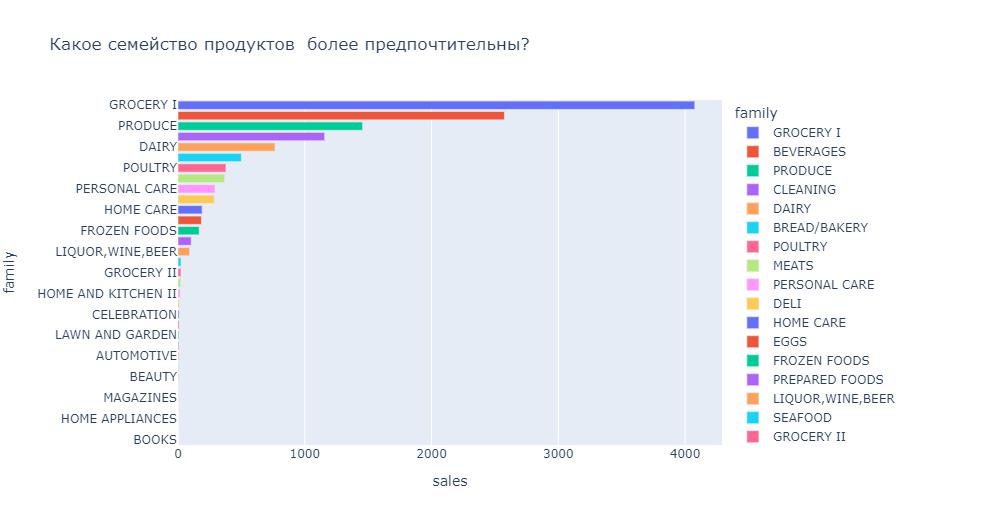 Какое семейство продуктов  более предпочтительны?
family
GROCERY I
PRODUCE
DAIRY
POULTRY
PERSONAL CARE
HOME CARE
FROZEN FOODS
LIQUOR,WINE,BEER
GROCERY II
HOME AND KITCHEN II
CELEBRATION
LAWN AND GARDEN
AUTOMOTIVE
BEAUTY
MAGAZINES
HOME APPLIANCES
BOOKS
0 1000 2000 3000 4000
sales
family
GROCERY I
BEVERAGES
PRODUCE
CLEANING
DAIRY
BREAD/BAKERY
POULTRY
MEATS
PERSONAL CARE
DELI
HOME CARE
EGGS
FROZEN FOODS
PREPARED FOODS
LIQUOR,WINE,BEER
SEAFOOD
GROCERY II